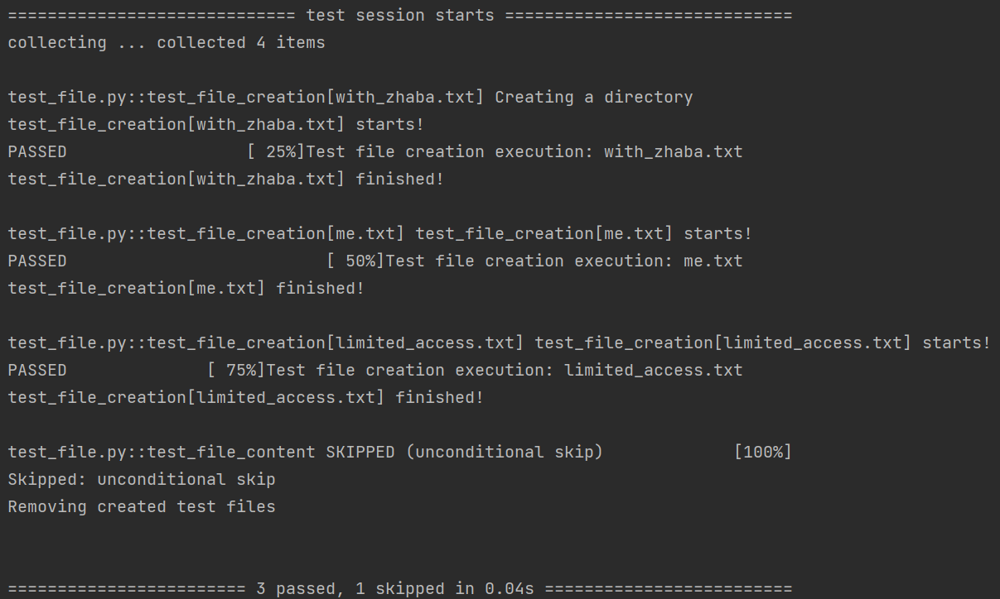 ============================= test session starts =============================
collecting ... collected 4 items
test_file.py::test_file_creation[with_zhaba.txt] Creating a directory
test_file_creation[with_zhaba.txt] starts!
PASSED                  [ 25%]Test file creation execution: with_zhaba.txt
test_file_creation[with_zhaba.txt] finished!
test_file.py::test_file_creation[me.txt] test_file_creation[me.txt] starts!
PASSED                          [ 50%]Test file creation execution: me.txt
test_file_creation[me.txt] finished!
test_file.py::test_file_creation[limited_access.txt] test_file_creation[limited_access.txt] starts!
PASSED              [ 75%]Test file creation execution: limited_access.txt
test_file_creation[limited_access.txt] finished!
test_file.py::test_file_content SKIPPED (unconditional skip)             [100%]
Skipped: unconditional skip
Removing created test files
======================== 3 passed, 1 skipped in 0.04s =========================